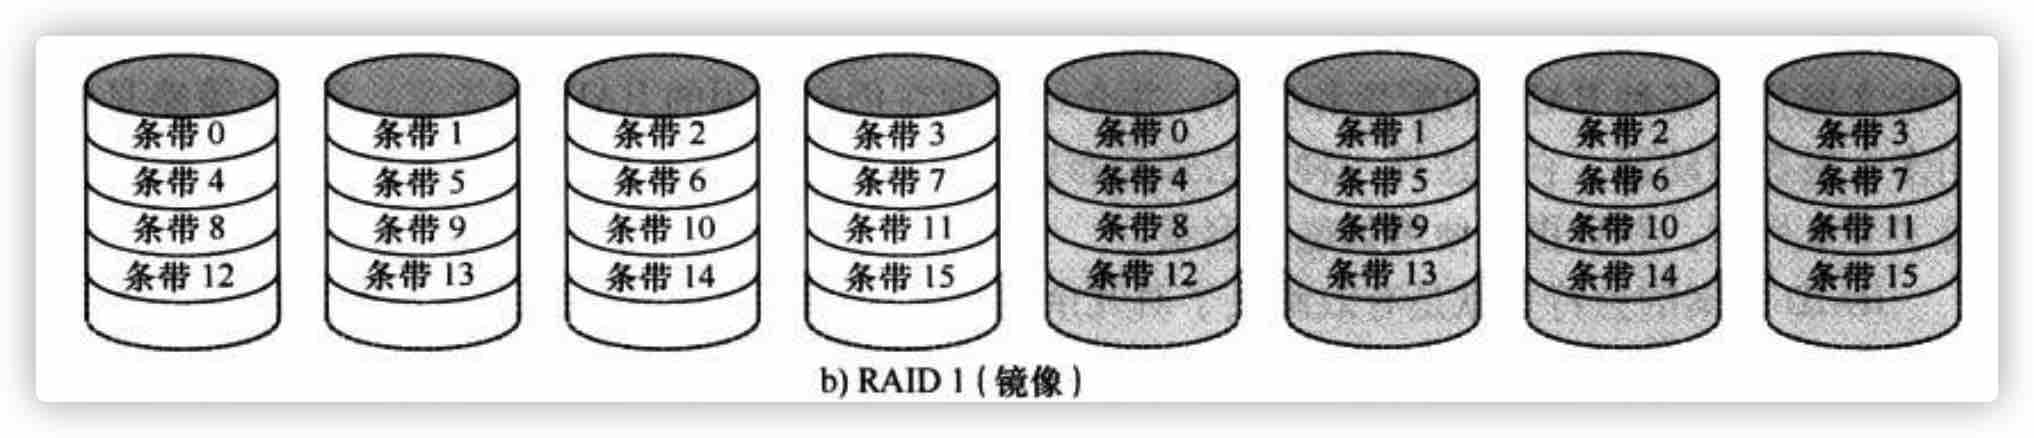 条带 0 条带 1 条带 2 条带 3 条带 0 条带 1 条带 2 条带 3
条带 4 条带 5 条带 6 条带 7 条带 4 条带 5 条带 6 条带 7
条带 8 条带 9 条带 10 条带 11 条带 8 条带 9 条带 10 条带 11
条带 12 条带 13 条带 14 条带 15 条带 12 条带 13 条带 14 条带 15
b) RAID 1 ( 镜像 )